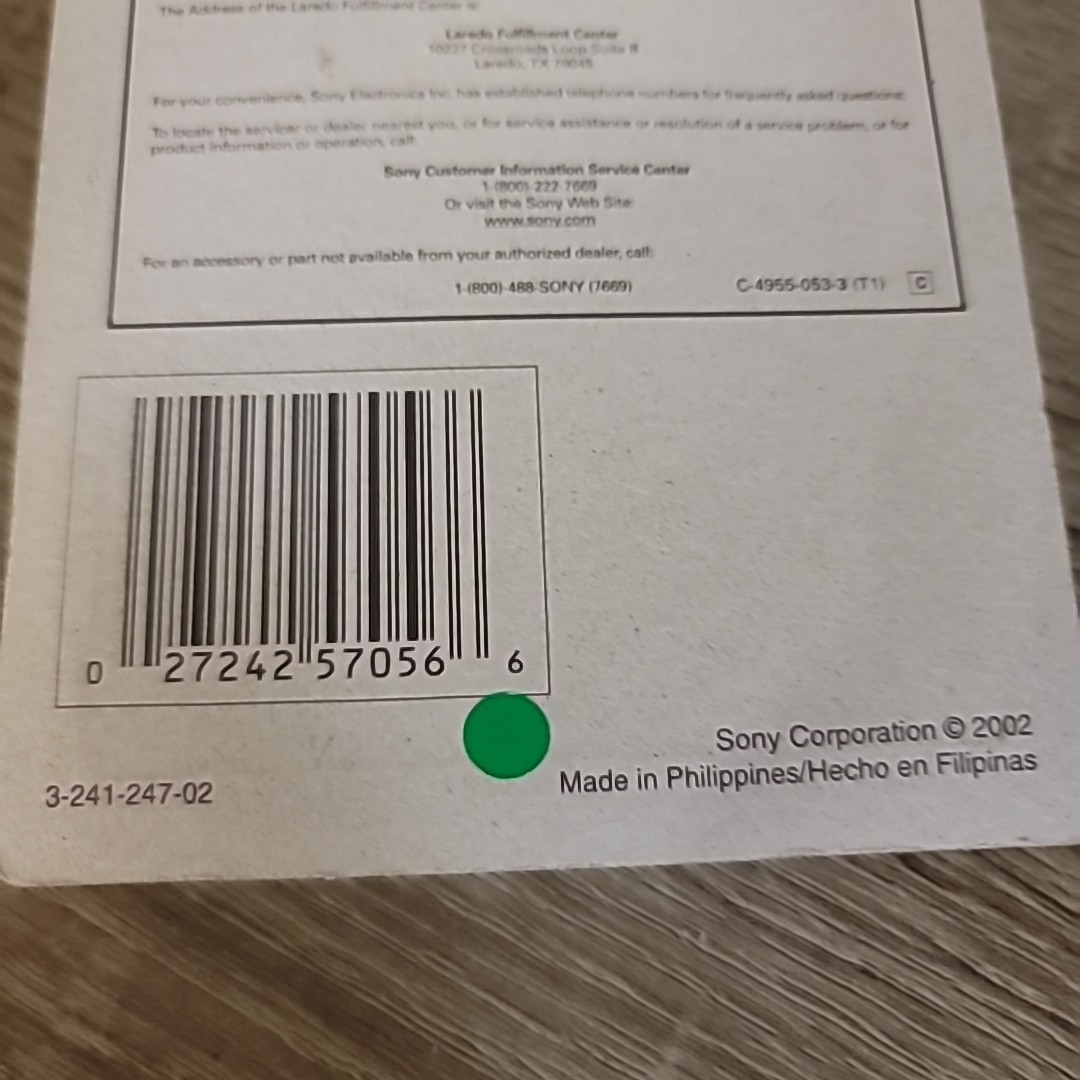 The Address of the Laredo Fulfillment Center is:
Laredo Fulfillment Center
10227 Crossroads Loop Suite B
Laredo, TX 78045
For your convenience, Sony Electronics Inc. has established telephone numbers for frequently asked questions:
To locate the servicer or dealer nearest you, or for service assistance or resolution of a service problem, or for
product information or operation, call:
Sony Customer Information Service Center
1-(800)-222-7669
Or visit the Sony Web Site:
www.sony.com
For an accessory or part not available from your authorized dealer, call:
1-(800)-488-SONY (7669)
C-4955-053-3 (T1) C
0 27242 57056 6
Sony Corporation © 2002
Made in Philippines/Hecho en Filipinas
3-241-247-02